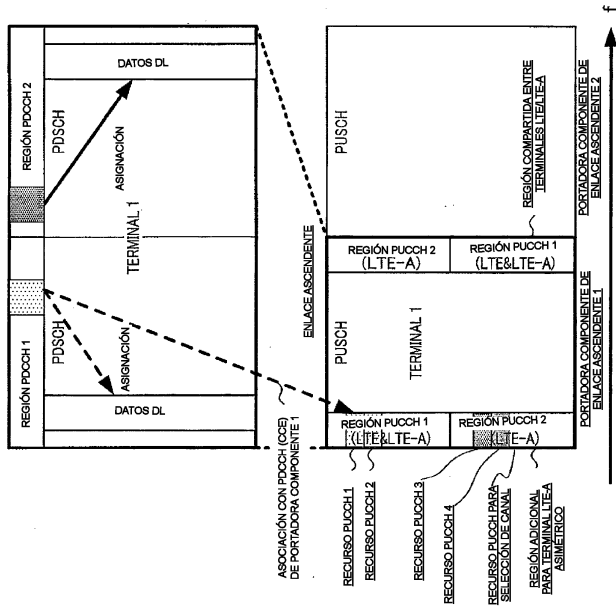 REGIÓN PDCCH 1
REGIÓN PDCCH 2
PDSCH
PDSCH
DATOS DL
ASIGNACIÓN
TERMINAL 1
ASIGNACIÓN
DATOS DL
ASOCIACIÓN CON PDCCH (CCE)
DE PORTADORA COMPONENTE 1
ENLACE ASCENDENTE
RECURSO PUCCH 1
RECURSO PUCCH 2
RECURSO PUCCH 3
RECURSO PUCCH 4
RECURSO PUCCH PARA
SELECCIÓN DE CANAL
REGIÓN ADICIONAL
PARA TERMINAL LTE-A
ASIMÉTRICO
REGIÓN PUCCH 1
(LTE&LTE-A)
REGIÓN PUCCH 2
(LTE-A)
PUSCH
TERMINAL 1
REGIÓN PUCCH 2
(LTE-A)
REGIÓN PUCCH 1
(LTE&LTE-A)
PUSCH
REGIÓN COMPARTIDA ENTRE
TERMINALES LTE/LTE-A
PORTADORA COMPONENTE DE
ENLACE ASCENDENTE 1
PORTADORA COMPONENTE DE
ENLACE ASCENDENTE 2
f